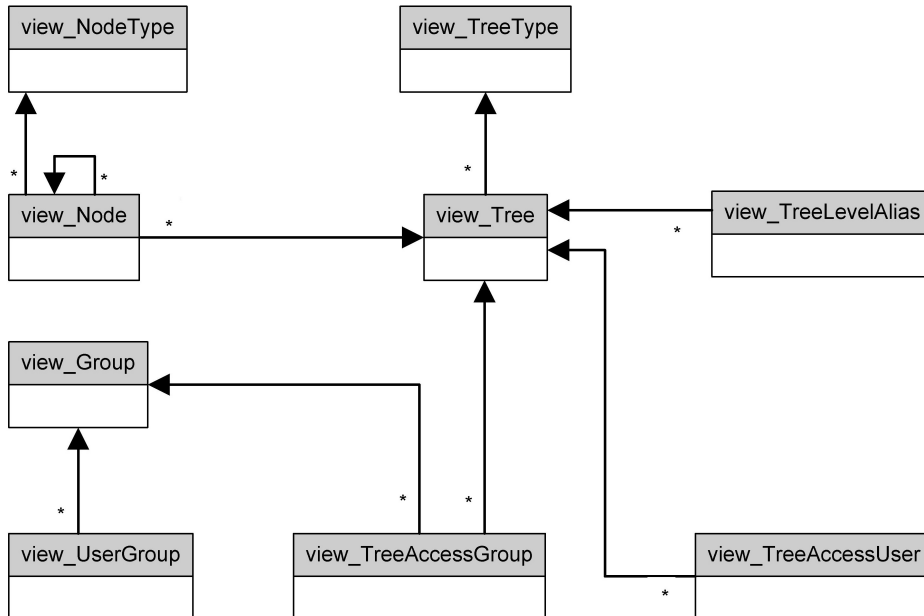 view_NodeType
view_TreeType
*
*
*
view_Node
*
view_Tree
view_TreeLevelAlias
*
view_Group
*
*
*
view_UserGroup
view_TreeAccessGroup
view_TreeAccessUser
*